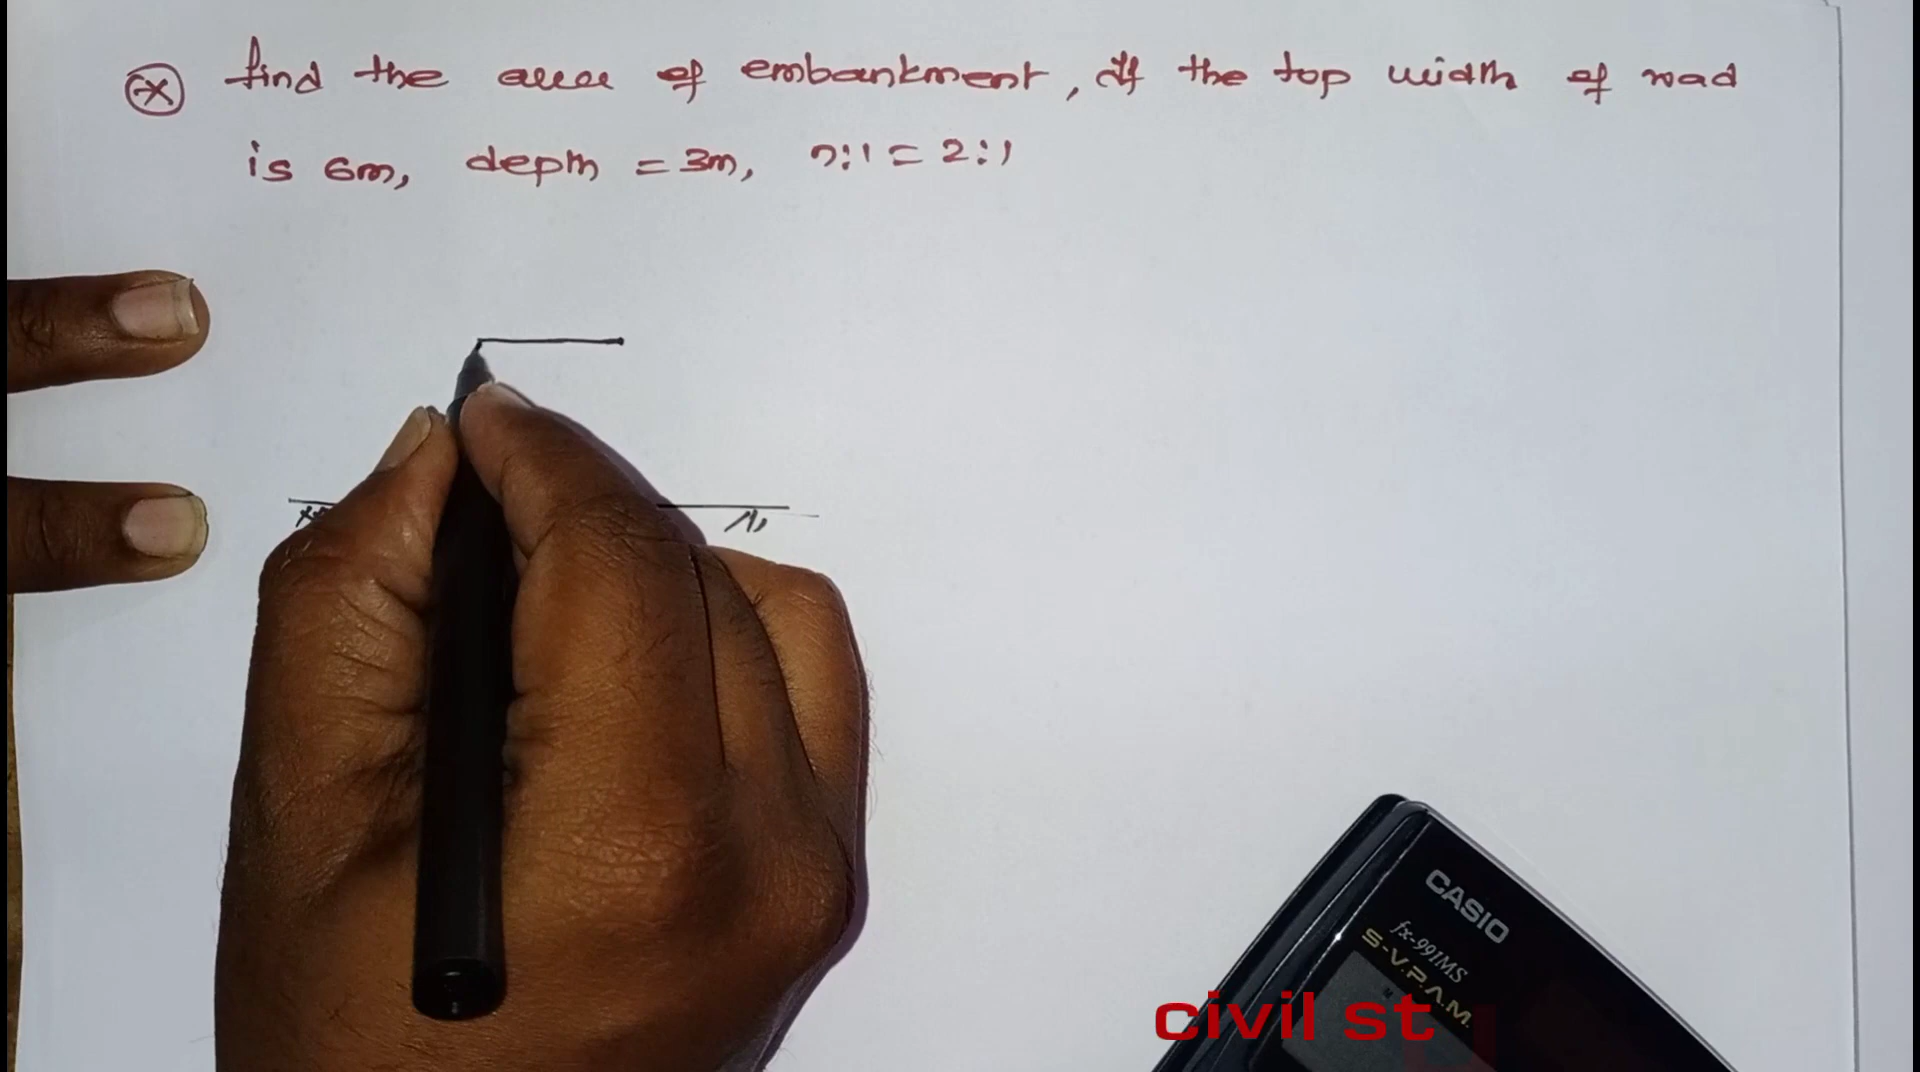 find the area of embankment, if the top width of road
is 6m, depth = 3m, n:1 = 2:1
CASIO
fx-991MS
S-V.P.A.M.
civil st